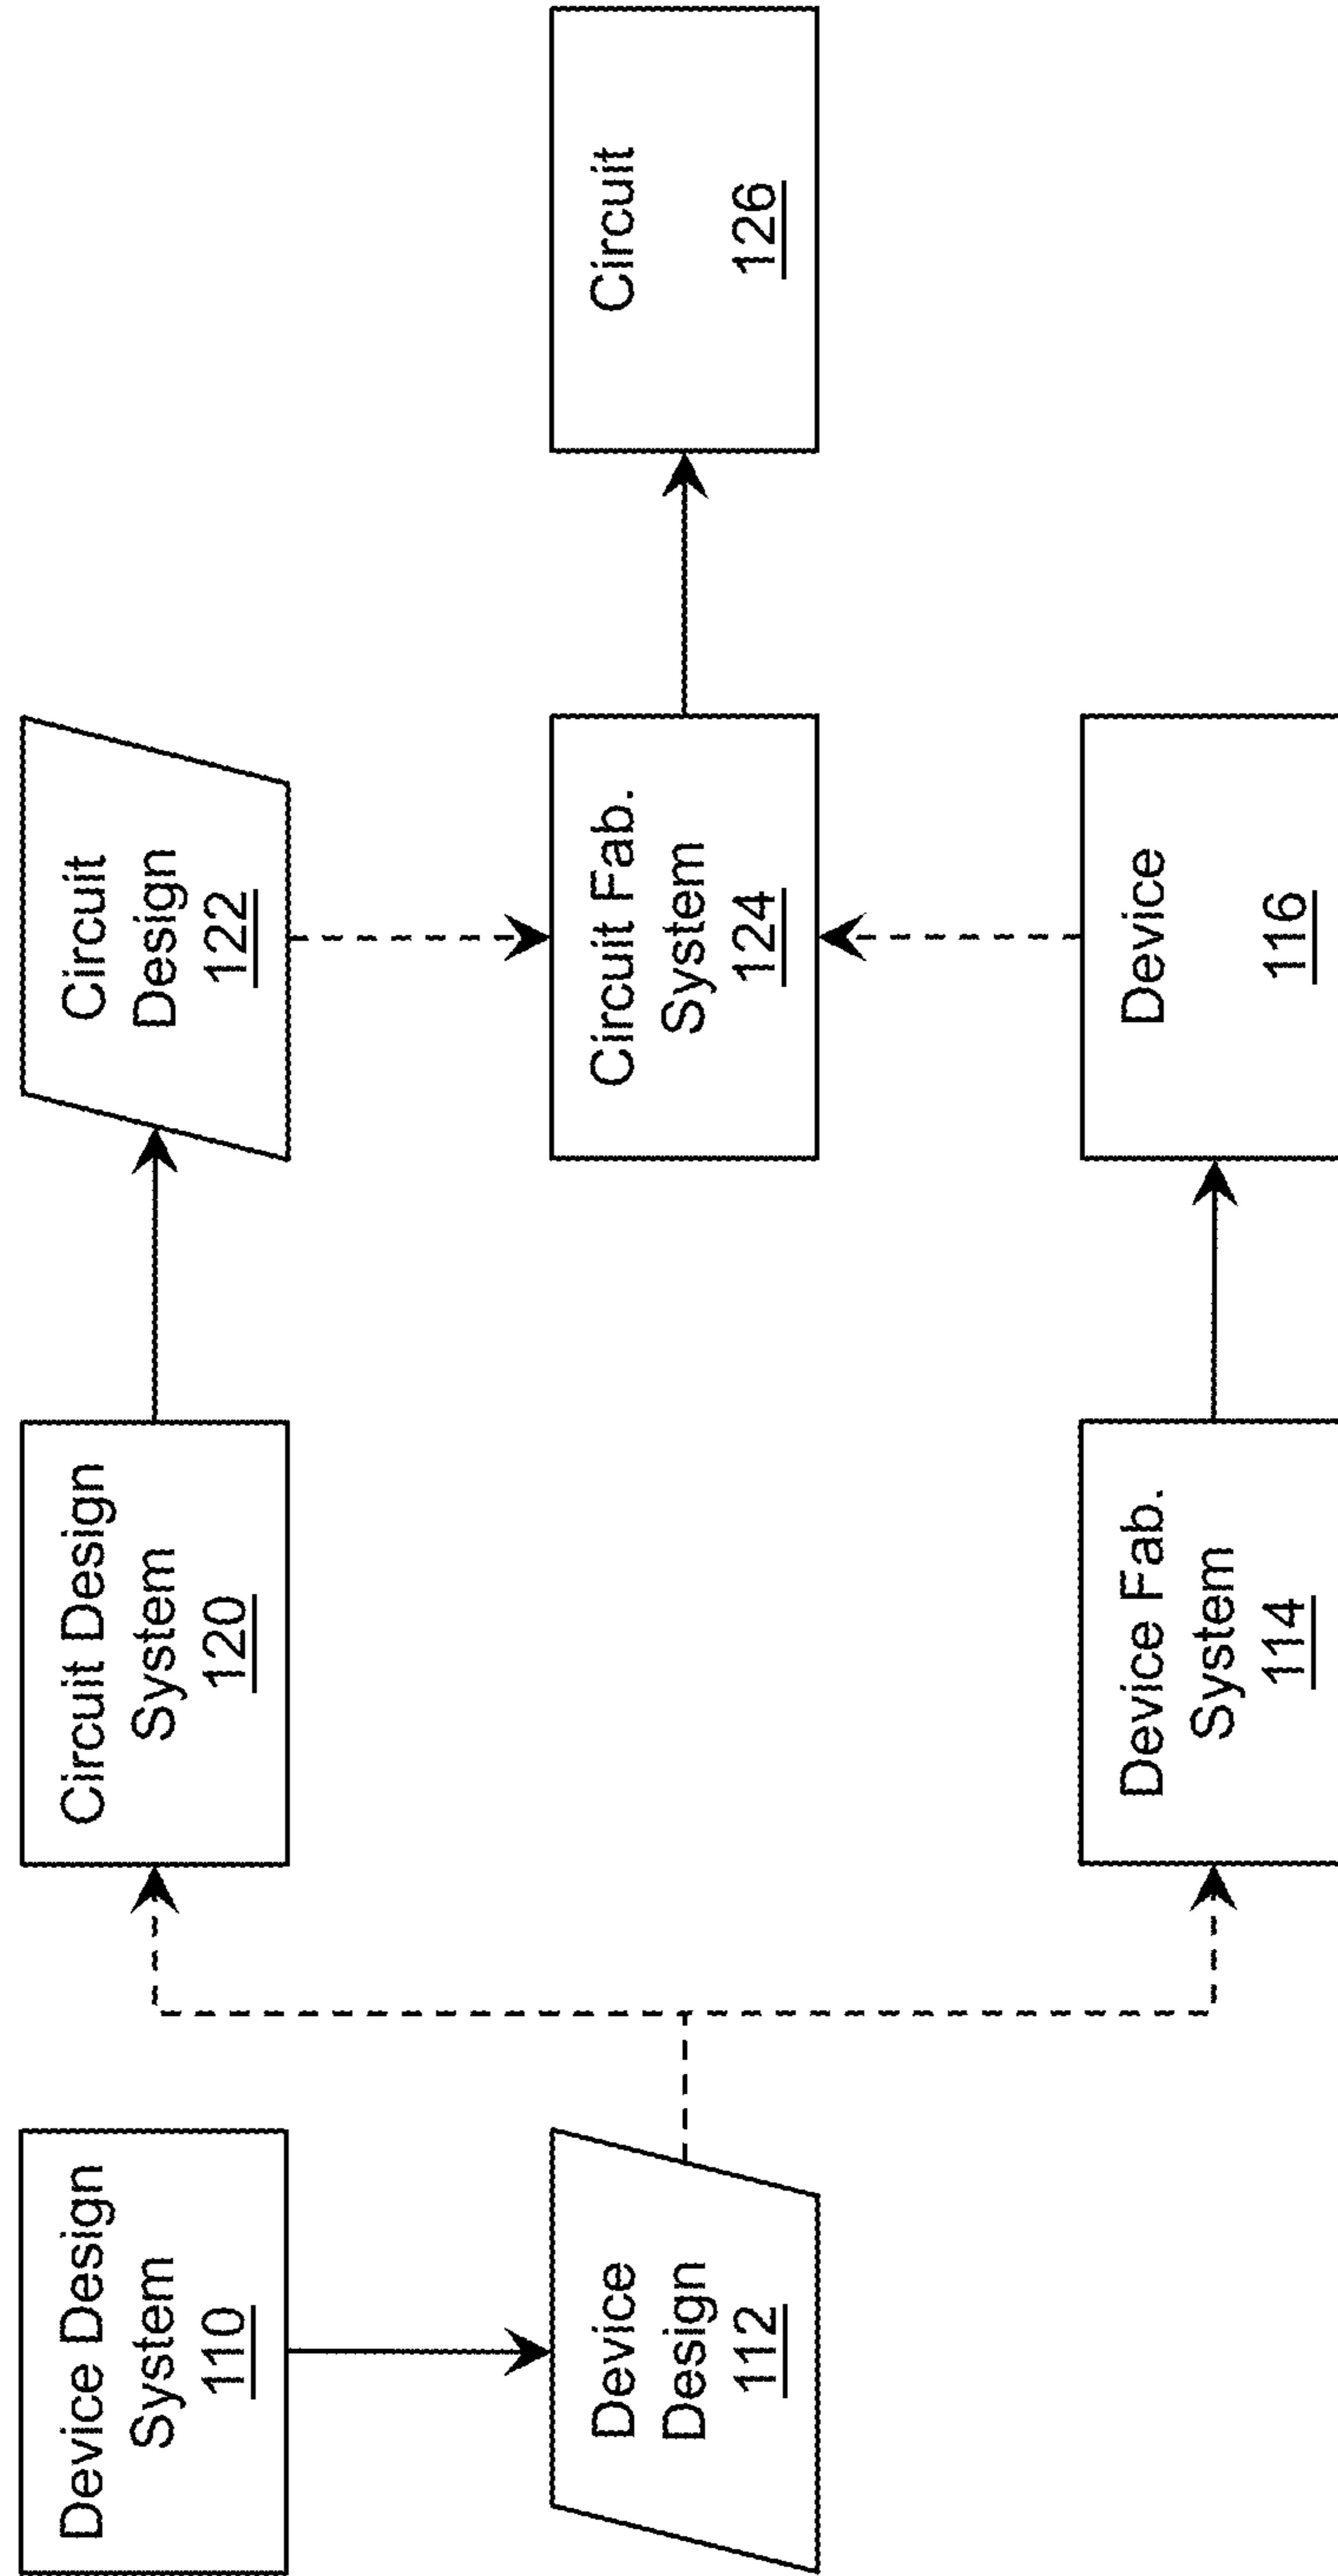 Device Design
System
110
Device
Design
112
Circuit Design
System
120
Device Fab.
System
114
Circuit
Design
122
Circuit Fab.
System
124
Device
116
Circuit
126